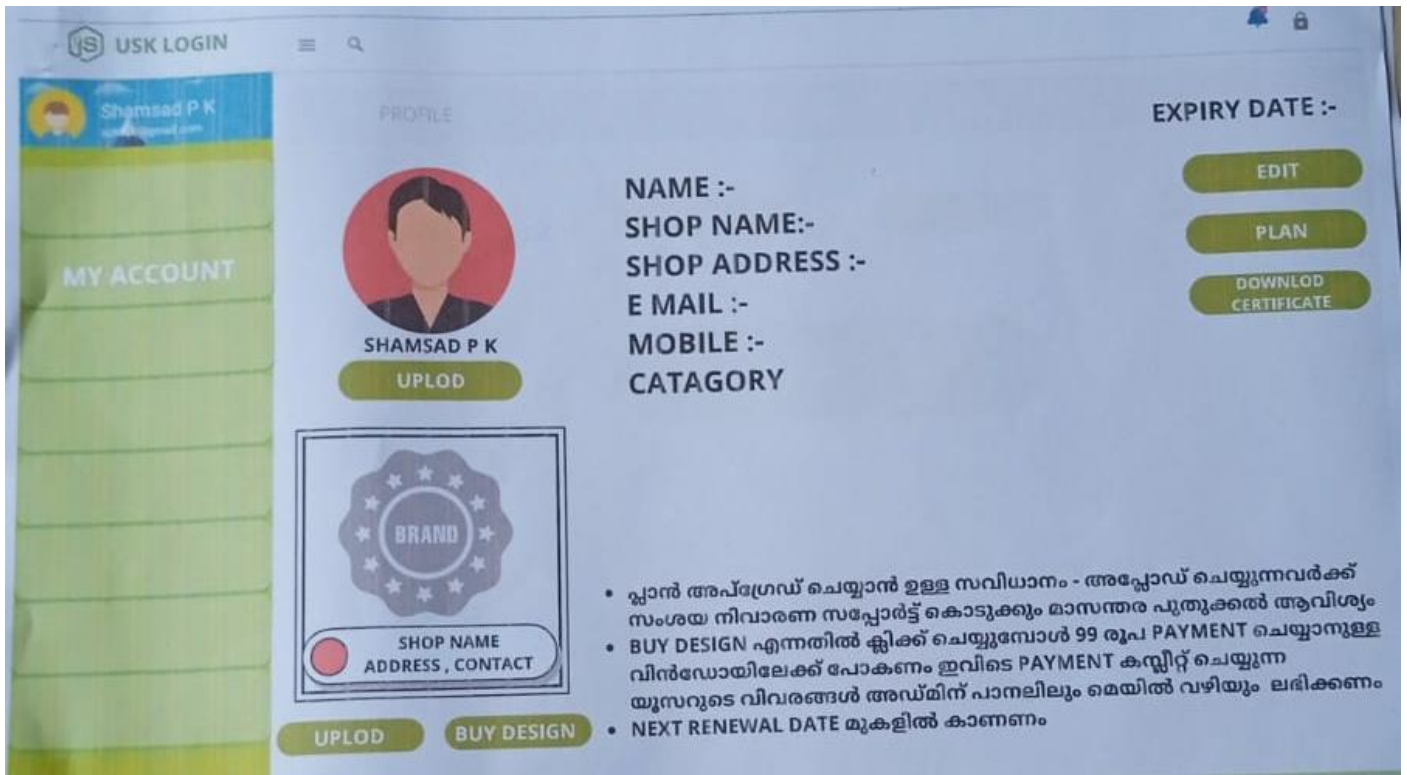 USK LOGIN
Shamsad P K
PROFILE
EXPIRY DATE :-
EDIT
PLAN
DOWNLOD
CERTIFICATE
MY ACCOUNT
SHAMSAD P K
UPLOD
NAME :-
SHOP NAME:-
SHOP ADDRESS :-
E MAIL :-
MOBILE :-
CATAGORY
BRAND
SHOP NAME
ADDRESS , CONTACT
UPLOD
BUY DESIGN
• പ്ലാൻ അപ്ഗ്രേഡ് ചെയ്യാൻ ഉള്ള സവിധാനം - അപ്ലോഡ് ചെയ്യുന്നവർക്ക്
സംശയ നിവാരണ സപ്പോർട്ട് കൊടുക്കും മാസന്തര പുതുക്കൽ ആവിശ്യം
• BUY DESIGN എന്നതിൽ ക്ലിക്ക് ചെയ്യുമ്പോൾ 99 രൂപ PAYMENT ചെയ്യാനുള്ള
വിൻഡോയിലേക്ക് പോകണം ഇവിടെ PAYMENT കമ്പ്ലീറ്റ് ചെയ്യുന്ന
യൂസറുടെ വിവരങ്ങൾ അഡ്മിന് പാനലിലും മെയിൽ വഴിയും ലഭിക്കണം
• NEXT RENEWAL DATE മുകളിൽ കാണണം